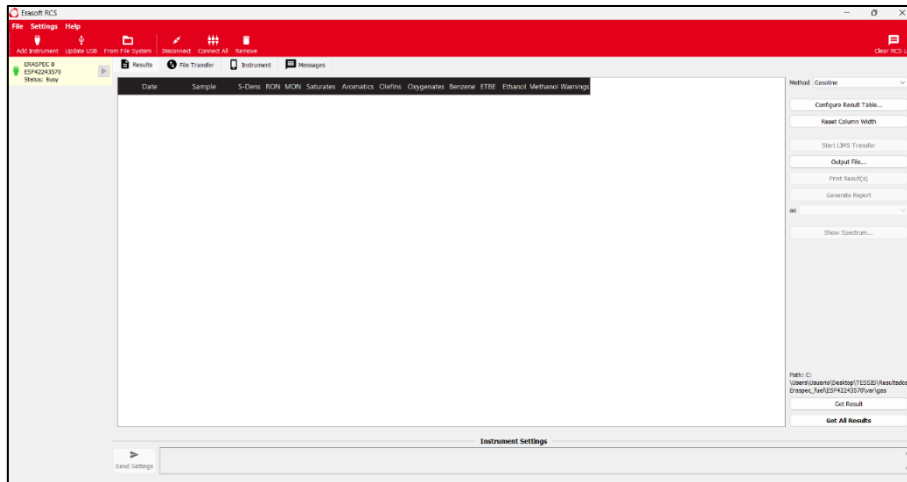 Erasoft RCS
File Settings Help
Add Instrument Update USB From File System Disconnect Connect All Remove Clear RCS L
ERASPEC B
ESF42243570
Status: Busy
Results File Transfer Instrument Messages
Date Sample S-Dens RON MON Saturates Aromatics Olefins Oxygenates Benzene ETBE Ethanol Methanol Warnings
Method Gasoline
Configure Result Table...
Reset Column Width
Start LIMS Transfer
Output File...
Print Result(s)
Generate Report
as
Show Spectrum...
Path: C:
\Users\Usuario\Desktop\TESSIS\Resultados
Eraspec_fuel\ESF42243570\var\gas
Get Result
Get All Results
Instrument Settings
Send Settings